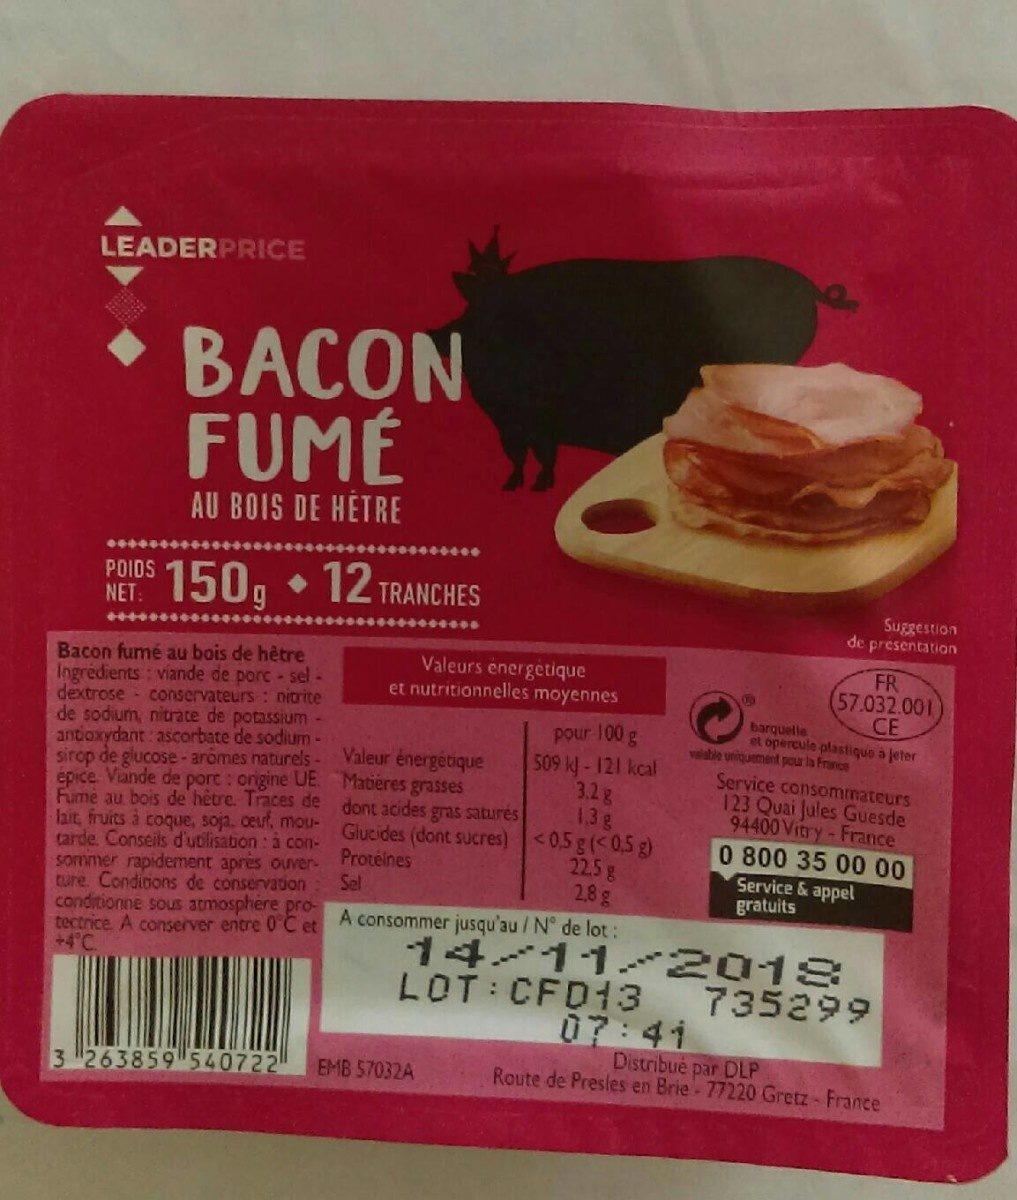 LEADERPRICE
BACON
FUMÉ
AU BOIS DE HÊTRE
POIDS
NET:
150g ◆ 12 TRANCHES
Suggestion
de présentation
Bacon fumé au bois de hêtre
Ingrédients : viande de porc - sel -
dextrose - conservateurs : nitrite
de sodium, nitrate de potassium -
antioxydant : ascorbate de sodium -
sirop de glucose - arômes naturels -
épice. Viande de porc : origine UE.
Fumé au bois de hêtre. Traces de
lait, fruits à coque, soja, œuf, mou-
tarde. Conseils d'utilisation : à con-
sommer rapidement après ouver-
ture. Conditions de conservation :
conditionné sous atmosphère pro-
tectrice. A conserver entre 0°C et
+4°C.
3 263859 540722
Valeurs énergétique
et nutritionnelles moyennes
pour 100 g
Valeur énergétique 509 kJ - 121 kcal
Matières grasses 3,2 g
dont acides gras saturés 1,3 g
Glucides (dont sucres) < 0,5 g (< 0,5 g)
Protéines 22,5 g
Sel 2,8 g
FR
57.032.001
CE
®
barquette
et opercule plastique à jeter
valable uniquement pour la France
Service consommateurs
123 Quai Jules Guesde
94400 Vitry - France
0 800 35 00 00
Service & appel
gratuits
A consommer jusqu'au / N° de lot :
14/11/2018
LOT:CFD13 735299
07:41
EMB 57032A
Distribué par DLP
Route de Presles en Brie - 77220 Gretz - France